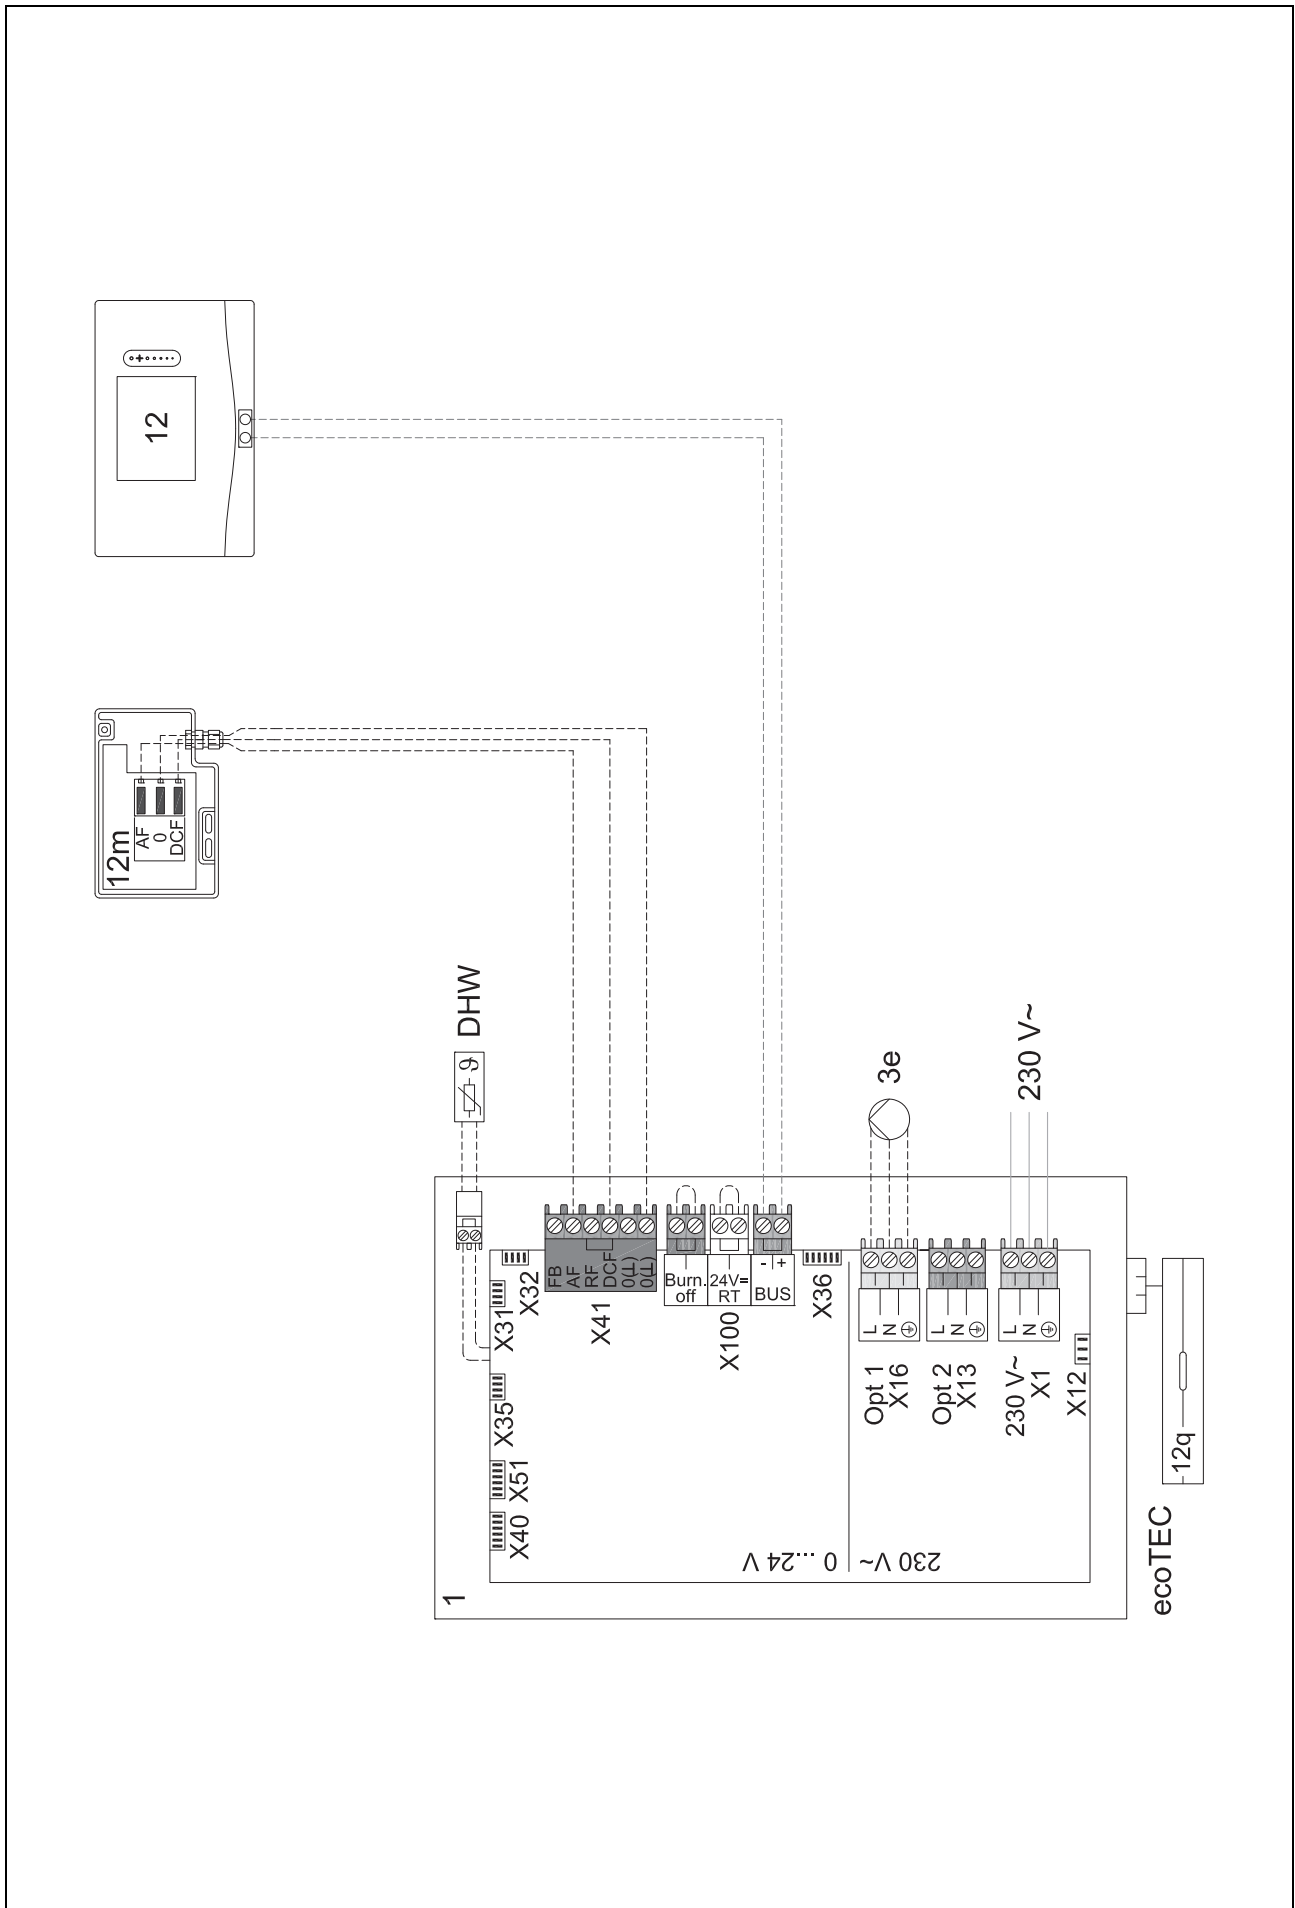 12
12m
AF
0
DCF
DHW
ϑ
3e
230 V~
X31
X32
FB
AF
RF
DCF
0(⊥)
0(⊥)
X41
Burn.
off
24V=
RT
X100
- +
BUS
X36
L
N
Opt 1
X16
L
N
Opt 2
X13
L
N
230 V~
X1
X12
X35
X51
X40
0 ...24 V
230 V~
1
12q
ecoTEC